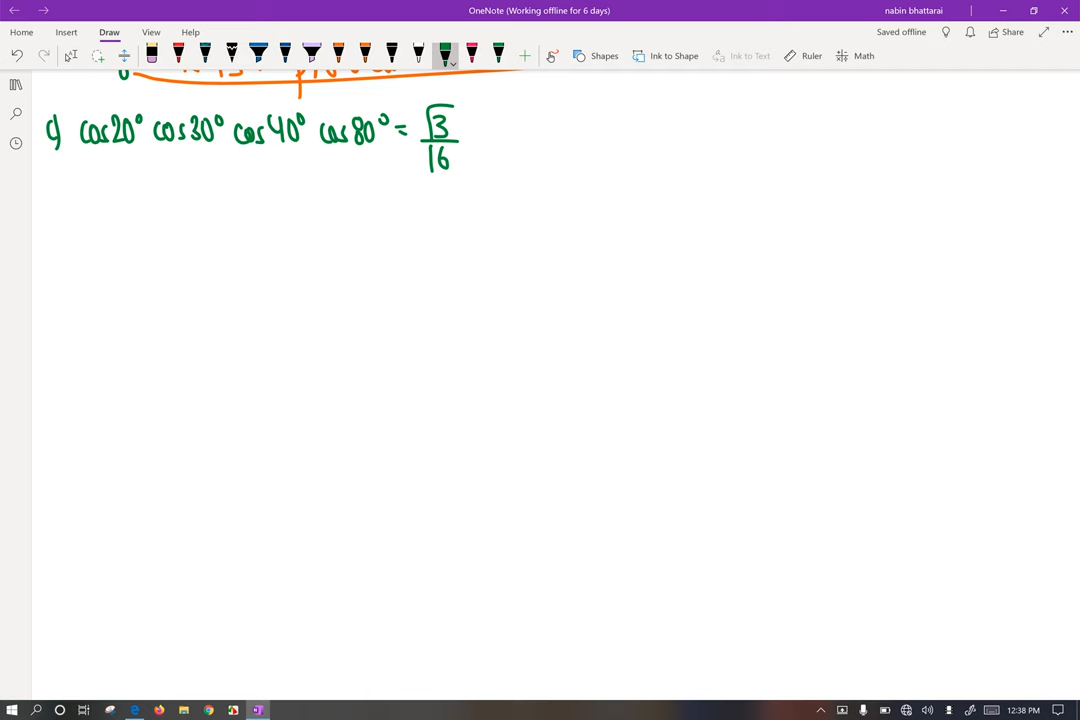 OneNote (Working offline for 6 days)
nabin bhattarai
Home Insert Draw View Help
Saved offline
Share
Shapes
Ink to Shape
Ink to Text
Ruler
Math
c) cos20° cos30° cos40° cos80° = √3/16
12:38 PM